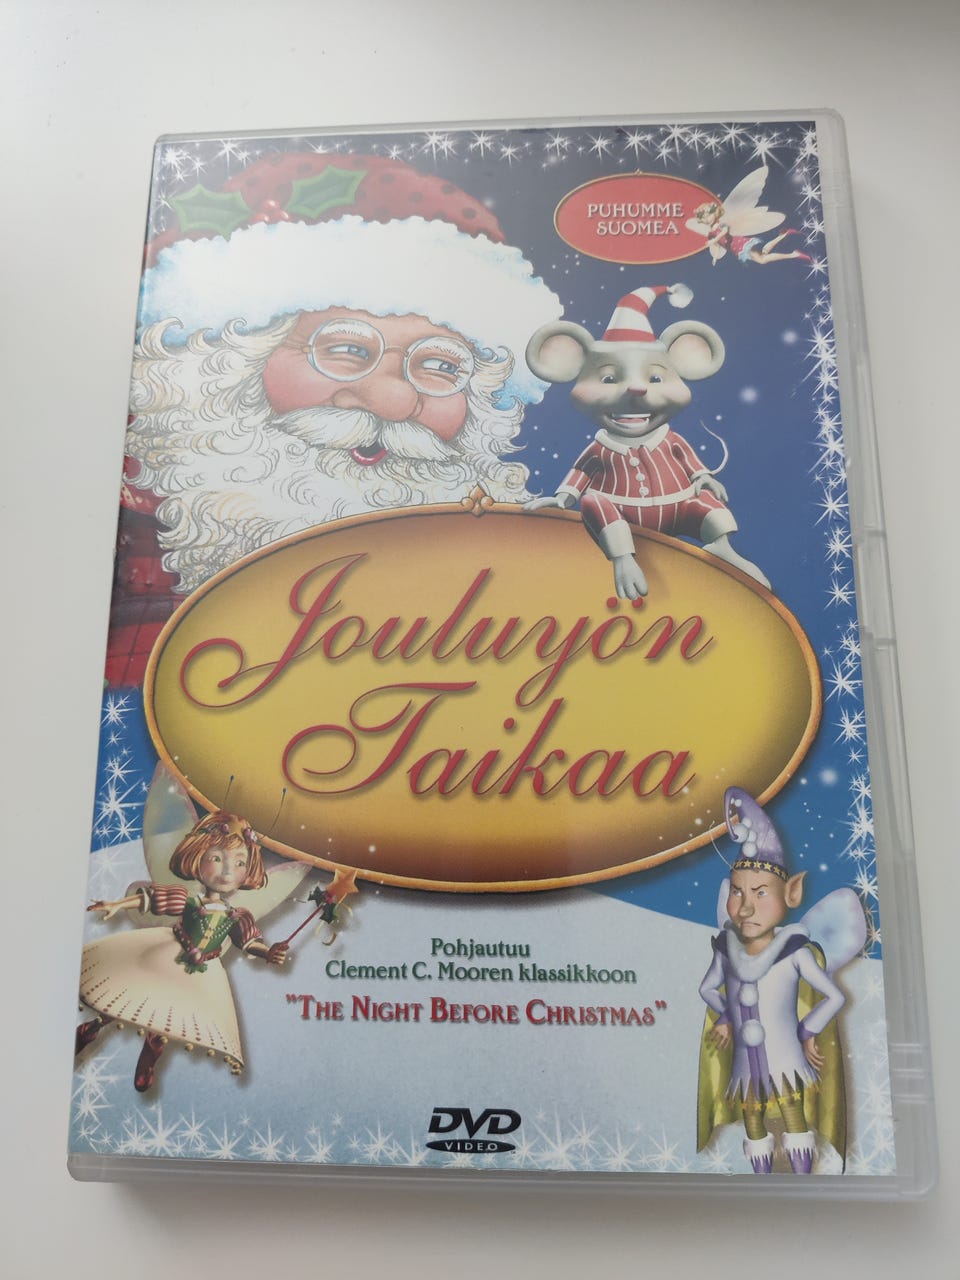 PUHUMME
SUOMEA
Jouluyön
Taikaa
Pohjautuu
Clement C. Mooren klassikkoon
"THE NIGHT BEFORE CHRISTMAS"
DVD
VIDEO